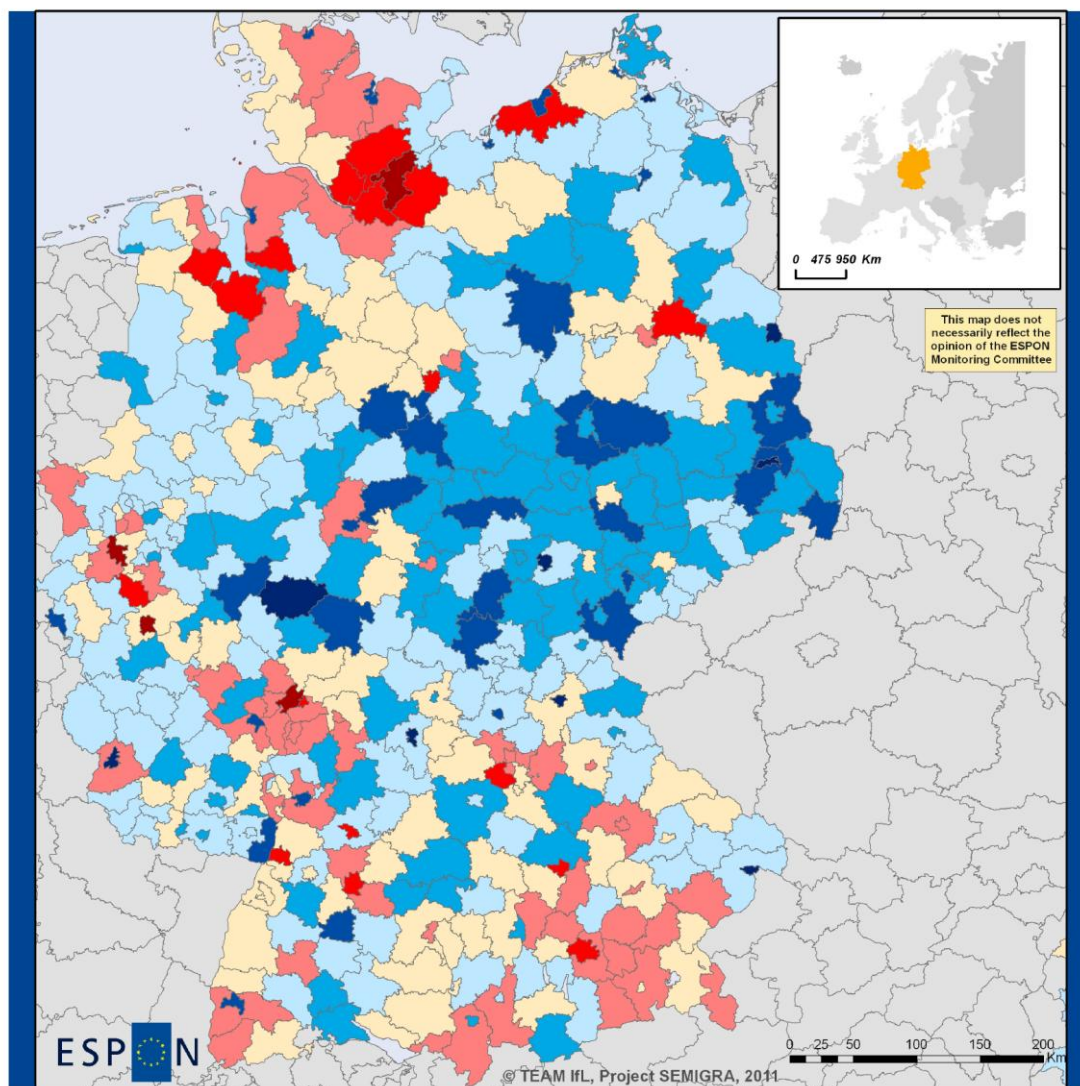 0 475 950 Km
This map does not
necessarily reflect the
opinion of the ESPON
Monitoring Committee
ESPON
0 25 50 100 150 200
Km
© TEAM IfL, Project SEMIGRA, 2011